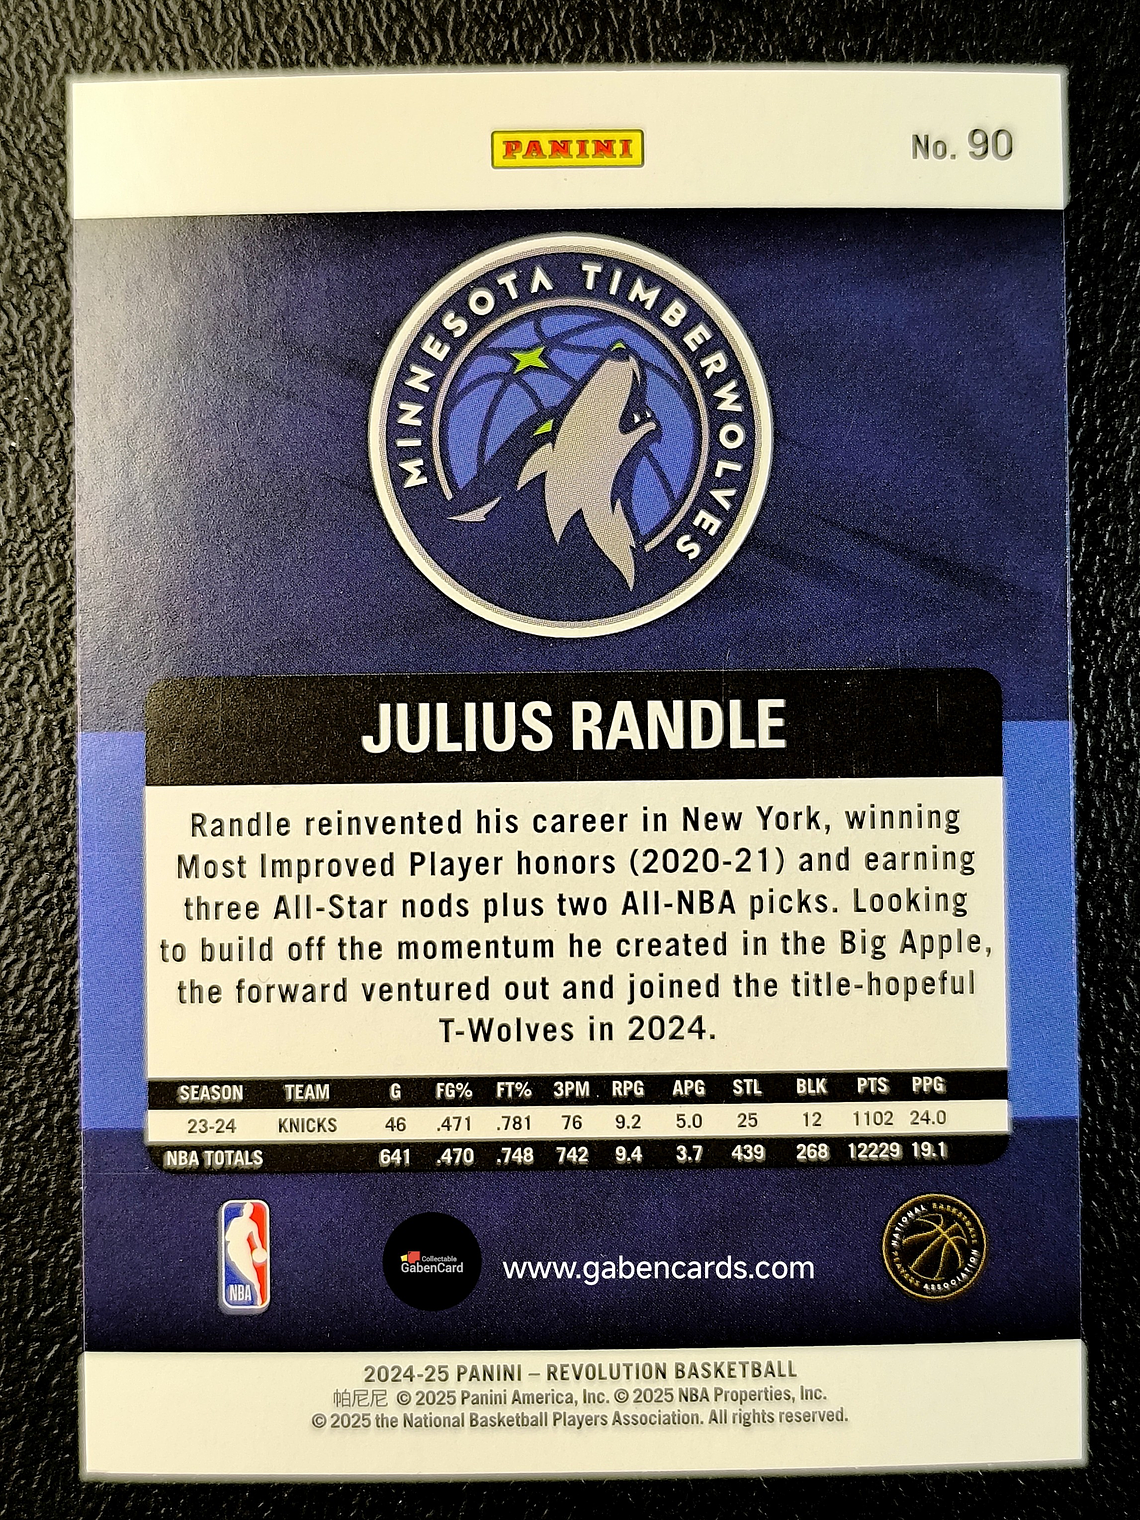 PANINI
No. 90
MINNESOTA TIMBERWOLVES
JULIUS RANDLE
Randle reinvented his career in New York, winning
Most Improved Player honors (2020-21) and earning
three All-Star nods plus two All-NBA picks. Looking
to build off the momentum he created in the Big Apple,
the forward ventured out and joined the title-hopeful
T-Wolves in 2024.
SEASON TEAM G FG% FT% 3PM RPG APG STL BLK PTS PPG
23-24 KNICKS 46 .471 .781 76 9.2 5.0 25 12 1102 24.0
NBA TOTALS 641 .470 .748 742 9.4 3.7 439 268 12229 19.1
NBA
Collectable
GabenCard
www.gabencards.com
NATIONAL BASKETBALL PLAYERS ASSOCIATION
2024-25 PANINI – REVOLUTION BASKETBALL
帕尼尼 © 2025 Panini America, Inc. © 2025 NBA Properties, Inc.
© 2025 the National Basketball Players Association. All rights reserved.